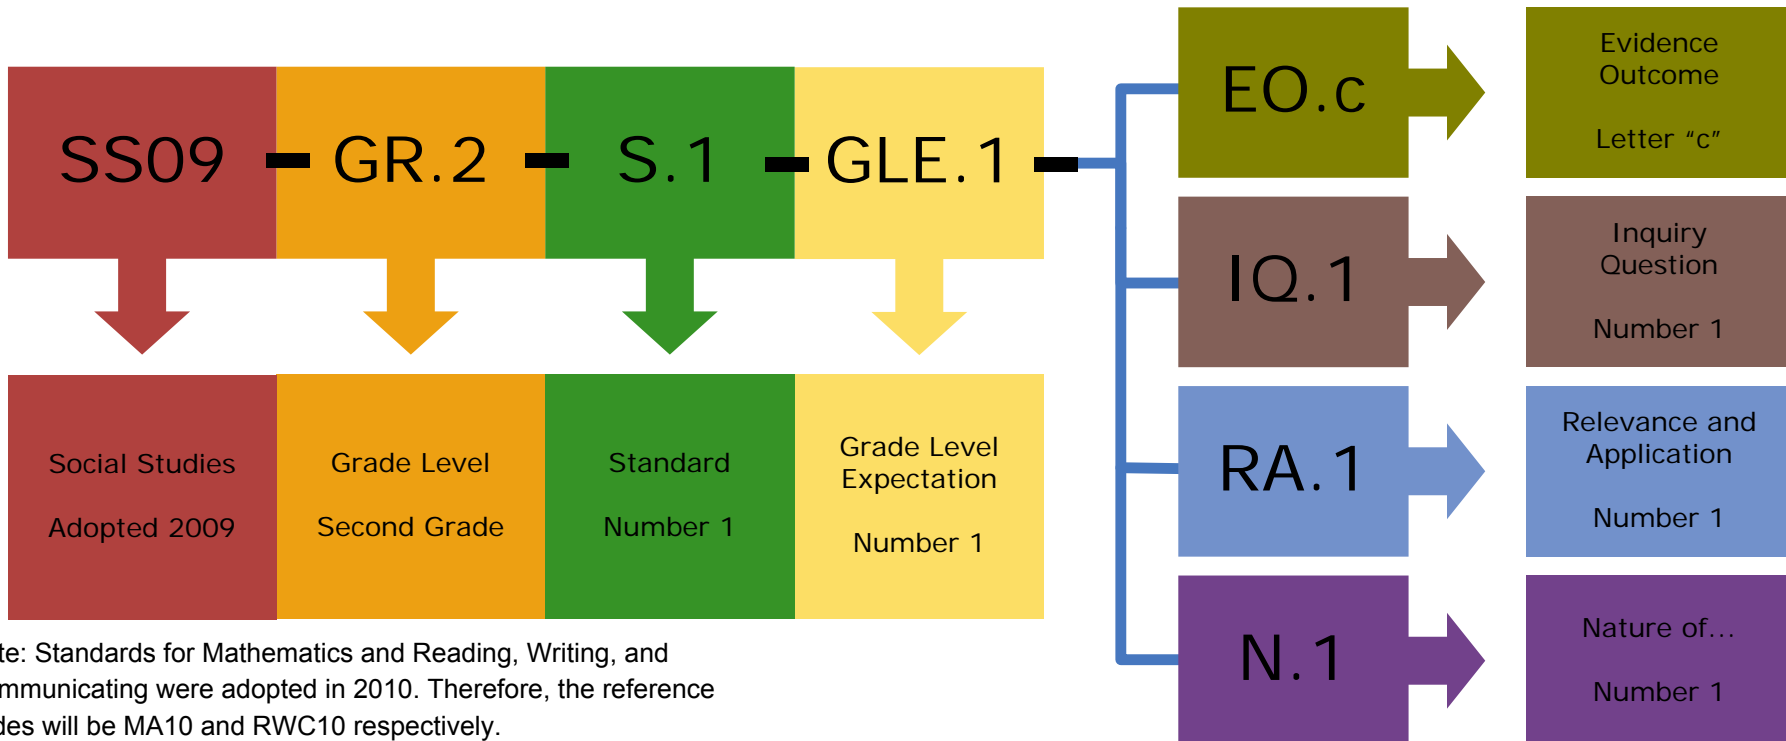 SS09
GR.2
S.1
GLE.1
Social Studies
Adopted 2009
Grade Level
Second Grade
Standard
Number 1
Grade Level
Expectation
Number 1
EO.c
Evidence
Outcome
Letter “c”
IQ.1
Inquiry
Question
Number 1
RA.1
Relevance and
Application
Number 1
N.1
Nature of...
Number 1
te: Standards for Mathematics and Reading, Writing, and
mmunicating were adopted in 2010. Therefore, the reference
des will be MA10 and RWC10 respectively.